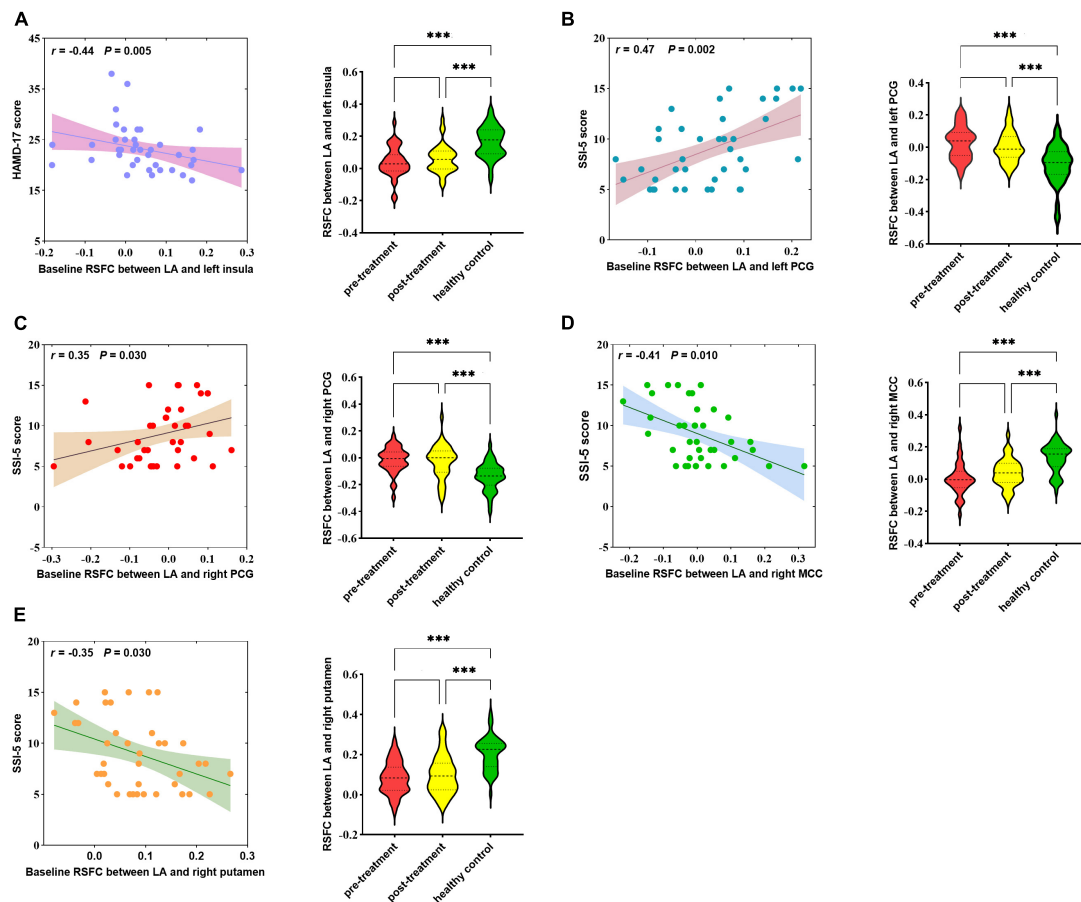 A
r = -0.44 P = 0.005
HAMD-17 score
45
35
25
15
5
-0.2 -0.1 0.0 0.1 0.2 0.3
Baseline RSFC between LA and left insula
***
***
RSFC between LA and left insula
0.6
0.4
0.2
0.0
-0.2
-0.4
pre-treatment
post-treatment
healthy control
B
r = 0.47 P = 0.002
SSI-5 score
20
15
10
5
0
-0.1 0.0 0.1 0.2
Baseline RSFC between LA and left PCG
***
***
RSFC between LA and left PCG
0.4
0.2
0.0
-0.2
-0.4
-0.6
pre-treatment
post-treatment
healthy control
C
r = 0.35 P = 0.030
SSI-5 score
20
15
10
5
0
-5
-0.3 -0.2 -0.1 0.0 0.1 0.2
Baseline RSFC between LA and right PCG
***
***
RSFC between LA and right PCG
0.6
0.4
0.2
0.0
-0.2
-0.4
-0.6
pre-treatment
post-treatment
healthy control
D
r = -0.41 P = 0.010
SSI-5 score
20
15
10
5
0
-5
-0.2 -0.1 0.0 0.1 0.2 0.3
Baseline RSFC between LA and right MCC
***
***
RSFC between LA and right MCC
0.6
0.4
0.2
0.0
-0.2
-0.4
pre-treatment
post-treatment
healthy control
E
r = -0.35 P = 0.030
SSI-5 score
20
15
10
5
0
0.0 0.1 0.2 0.3
Baseline RSFC between LA and right putamen
***
***
RSFC between LA and right putamen
0.6
0.4
0.2
0.0
-0.2
pre-treatment
post-treatment
healthy control